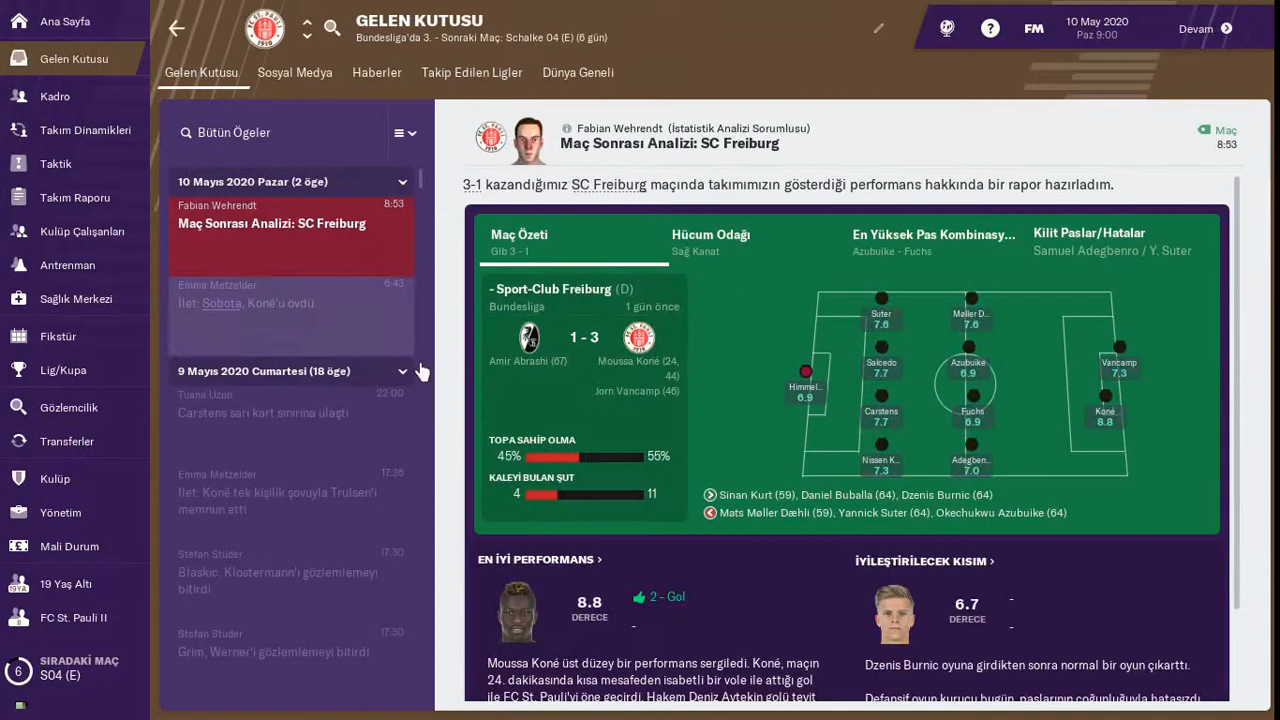 Ana Sayfa
Gelen Kutusu
Kadro
Takım Dinamikleri
Taktik
Takım Raporu
Kulüp Çalışanları
Antrenman
Sağlık Merkezi
Fikstür
Lig/Kupa
Gözlemcilik
Transferler
Kulüp
Yönetim
Mali Durum
19YA
19 Yaş Altı
FC St. Pauli II
6
SIRADAKİ MAÇ
S04 (E)
GELEN KUTUSU
Bundesliga'da 3. - Sonraki Maç: Schalke 04 (E) (6 gün)
?
FM
10 May 2020
Paz 9:00
Devam
Gelen Kutusu
Sosyal Medya
Haberler
Takip Edilen Ligler
Dünya Geneli
Bütün Ögeler
10 Mayıs 2020 Pazar (2 öge)
Fabian Wehrendt 8:53
Maç Sonrası Analizi: SC Freiburg
Emma Metzelder 6:43
İlet: Sobota, Koné'u övdü
9 Mayıs 2020 Cumartesi (18 öge)
Tuana Uzun 22:00
Carstens sarı kart sınırına ulaştı
Emma Metzelder 17:35
İlet: Koné tek kişilik şovuyla Trulsen'i
memnun etti
Stefan Studer 17:30
Blaskic, Klostermann'ı gözlemlemeyi
bitirdi
Stefan Studer 17:30
Grim, Werner'i gözlemlemeyi bitirdi
Fabian Wehrendt (İstatistik Analizi Sorumlusu)
Maç Sonrası Analizi: SC Freiburg
Maç
8:53
3-1 kazandığımız SC Freiburg maçında takımımızın gösterdiği performans hakkında bir rapor hazırladım.
Maç Özeti
Glb 3 - 1
Hücum Odağı
Sağ Kanat
En Yüksek Pas Kombinasy...
Azubuike - Fuchs
Kilit Paslar/Hatalar
Samuel Adegbenro / Y. Suter
- Sport-Club Freiburg (D)
Bundesliga 1 gün önce
1 - 3
Amir Abrashi (67)
Moussa Koné (24,
44)
Jorn Vancamp (46)
TOPA SAHİP OLMA
45% 55%
KALEYİ BULAN ŞUT
4 11
Suter
7.6
Møller D...
7.6
Salcedo
7.7
Azubuike
6.9
Vancamp
7.3
Himmel...
6.9
Carstens
7.7
Fuchs
6.9
Koné
8.8
Nissen K...
7.3
Adegben...
7.0
Sinan Kurt (59), Daniel Buballa (64), Dzenis Burnic (64)
Mats Møller Dæhli (59), Yannick Suter (64), Okechukwu Azubuike (64)
EN İYİ PERFORMANS
8.8
DERECE
2 - Gol
-
Moussa Koné üst düzey bir performans sergiledi. Koné, maçın
24. dakikasında kısa mesafeden isabetli bir vole ile attığı gol
ile FC St. Pauli'yi öne geçirdi. Hakem Deniz Aytekin golü teyit
İYİLEŞTİRİLECEK KISIM
6.7
DERECE
-
-
Dzenis Burnic oyuna girdikten sonra normal bir oyun çıkarttı.
Defansif oyun kurucu bugün, paslarının çoğunluğuyla hatasızdı